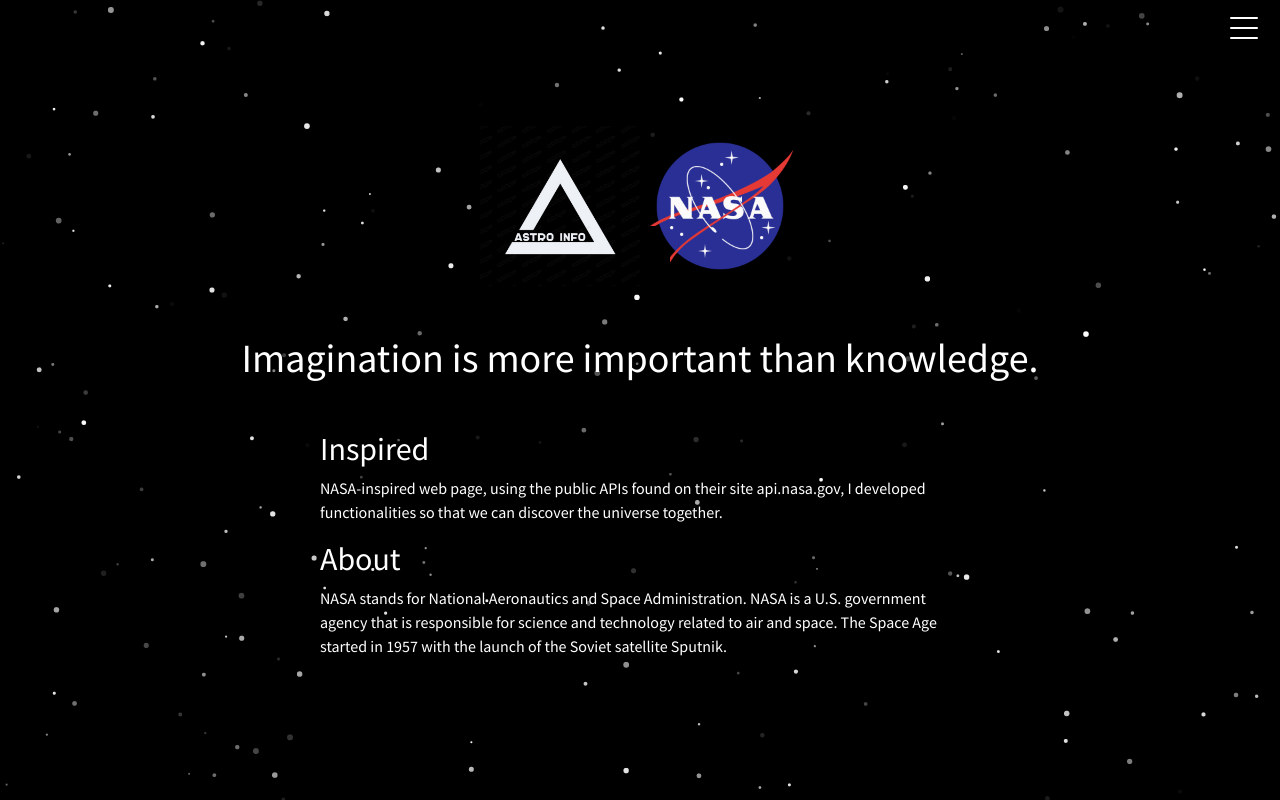 ASTRO INFO
NASA
Imagination is more important than knowledge.
Inspired
NASA-inspired web page, using the public APIs found on their site api.nasa.gov, I developed
functionalities so that we can discover the universe together.
About
NASA stands for National Aeronautics and Space Administration. NASA is a U.S. government
agency that is responsible for science and technology related to air and space. The Space Age
started in 1957 with the launch of the Soviet satellite Sputnik.